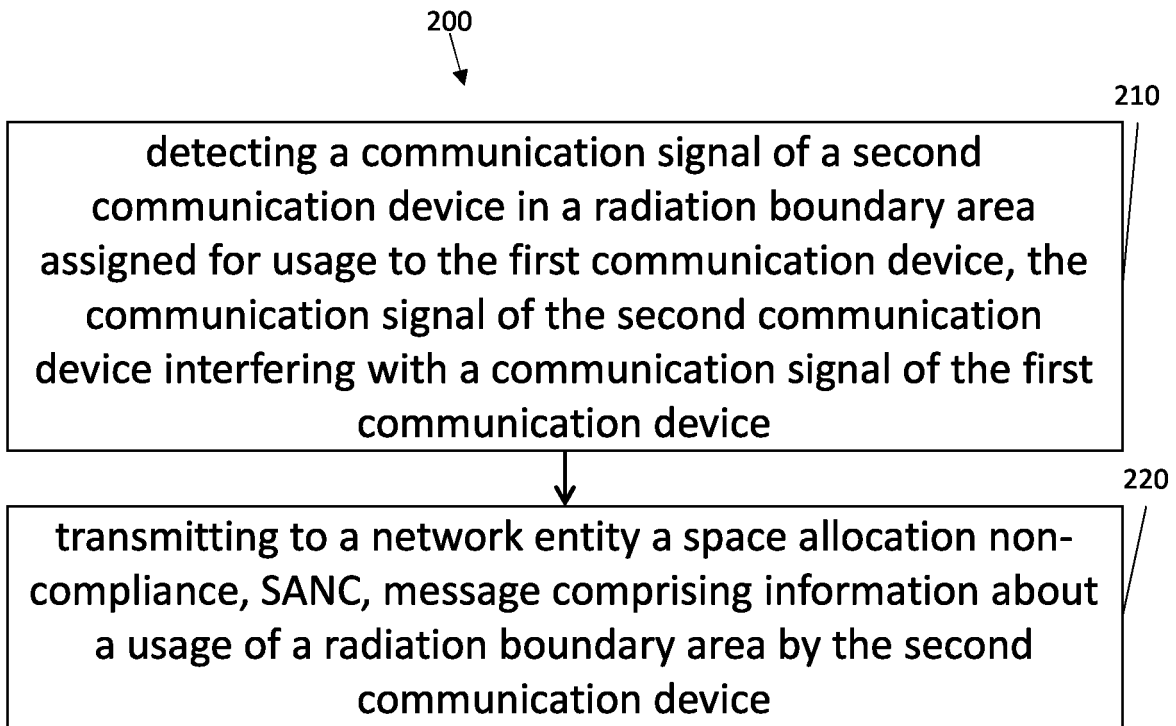 200
210
detecting a communication signal of a second
communication device in a radiation boundary area
assigned for usage to the first communication device, the
communication signal of the second communication
device interfering with a communication signal of the first
communication device
220
transmitting to a network entity a space allocation non-
compliance, SANC, message comprising information about
a usage of a radiation boundary area by the second
communication device